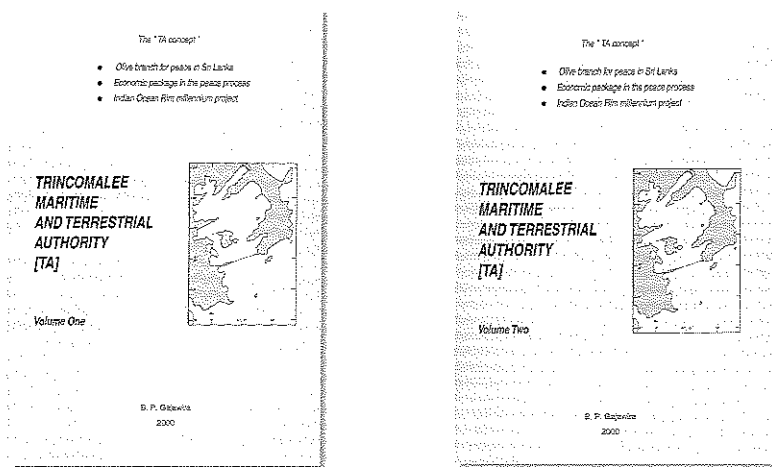 The "TA concept"
• Olive branch for peace in Sri Lanka
• Economic package in the peace process
• Indian Ocean Rim millennium project
TRINCOMALEE
MARITIME
AND TERRESTRIAL
AUTHORITY
[TA]
Volume One
B. P.
2000
The "TA concept"
• Olive branch for peace in Sri Lanka
• Economic package in the peace process
• Indian Ocean Rim millennium project
TRINCOMALEE
MARITIME
AND TERRESTRIAL
AUTHORITY
[TA]
Volume Two
B. P.
2000